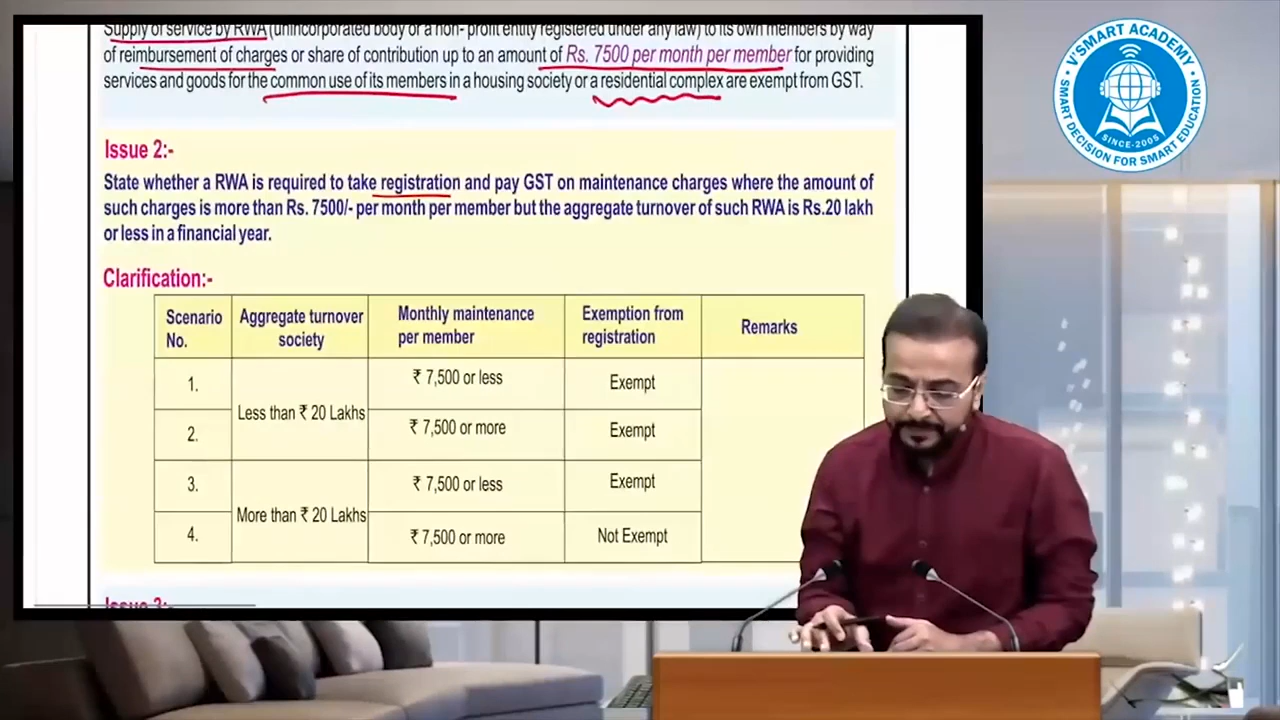 Supply of service by RWA (unincorporated body or a non- profit entity registered under any law) to its own members by way
of reimbursement of charges or share of contribution up to an amount of Rs. 7500 per month per member for providing
services and goods for the common use of its members in a housing society or a residential complex are exempt from GST.
Issue 2:-
State whether a RWA is required to take registration and pay GST on maintenance charges where the amount of
such charges is more than Rs. 7500/- per month per member but the aggregate turnover of such RWA is Rs.20 lakh
or less in a financial year.
Clarification:-
Scenario No. Aggregate turnover society Monthly maintenance per member Exemption from registration Remarks
1. Less than ₹ 20 Lakhs ₹ 7,500 or less Exempt
2. ₹ 7,500 or more Exempt
3. More than ₹ 20 Lakhs ₹ 7,500 or less Exempt
4. ₹ 7,500 or more Not Exempt
Issue 3:-
V'SMART ACADEMY
SMART DECISION FOR SMART EDUCATION
SINCE-2005